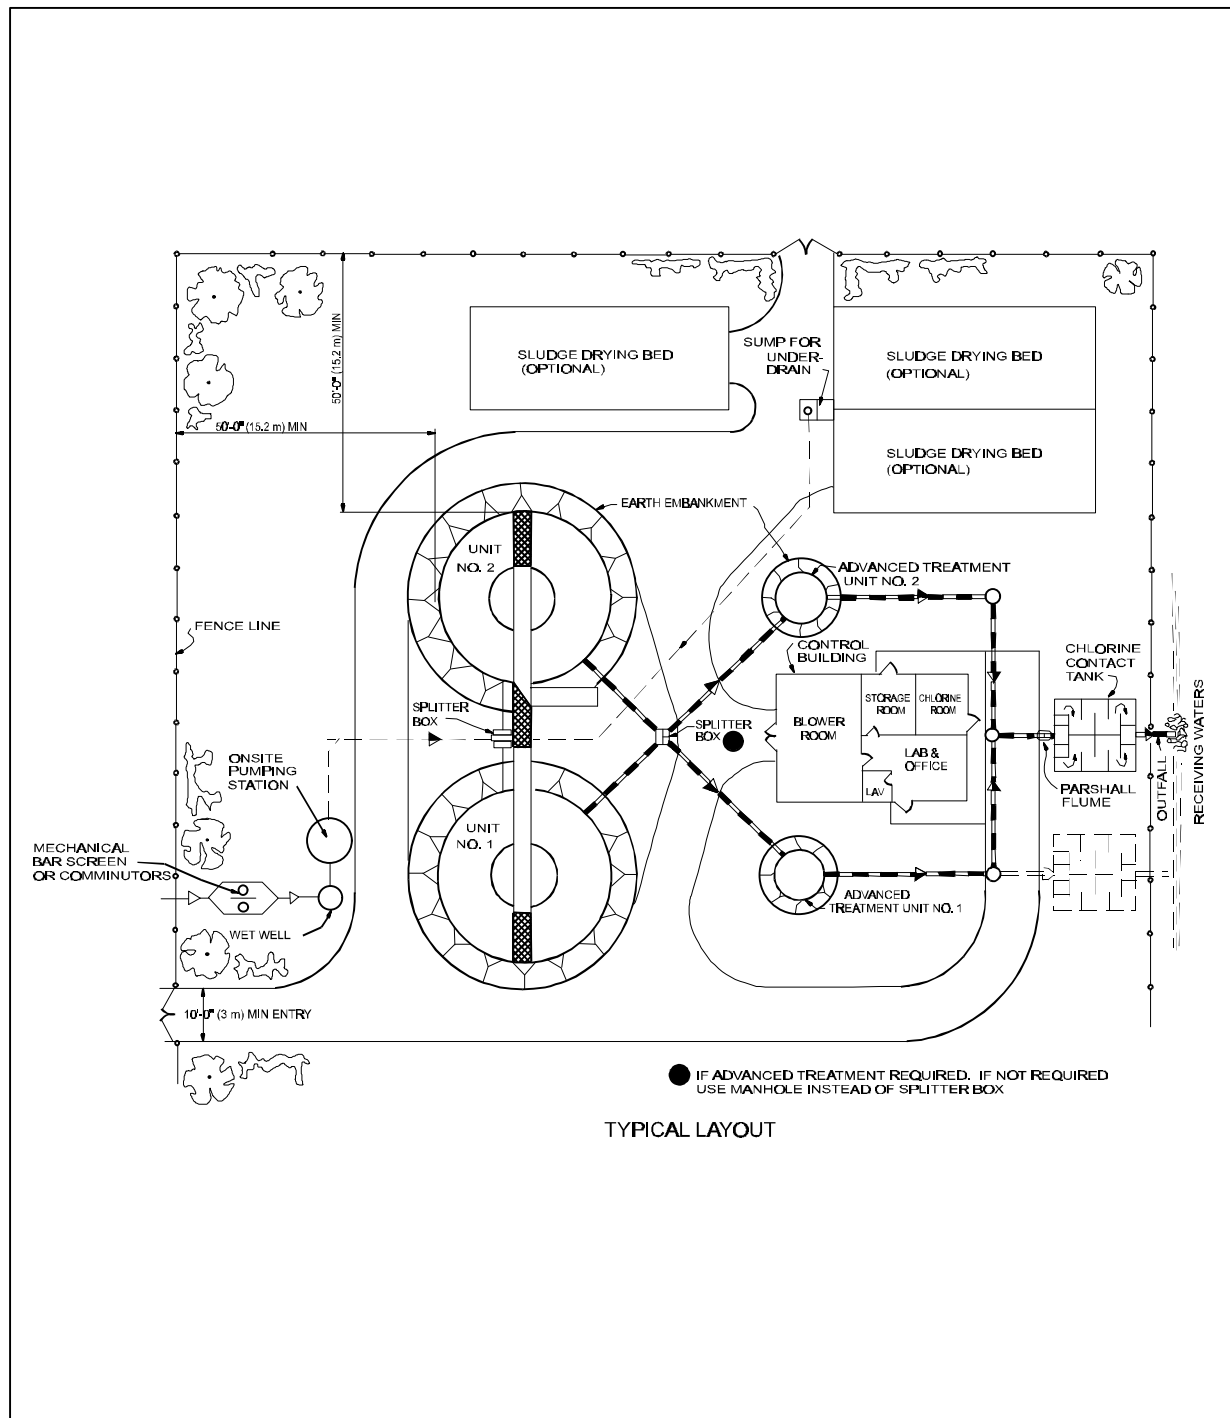 SLUDGE DRYING BED
(OPTIONAL)
SUMP FOR
UNDER-
DRAIN
SLUDGE DRYING BED
(OPTIONAL)
50'-0" (15.2 m) MIN
50'-0" (15.2 m) MIN
SLUDGE DRYING BED
(OPTIONAL)
EARTH EMBANKMENT
UNIT
NO. 2
ADVANCED TREATMENT
UNIT NO. 2
FENCE LINE
CONTROL
BUILDING
CHLORINE
CONTACT
TANK
SPLITTER
BOX
SPLITTER
BOX
BLOWER
ROOM
STORAGE
ROOM
CHLORINE
ROOM
LAB &
OFFICE
LAV
ONSITE
PUMPING
STATION
PARSHALL
FLUME
OUTFALL
RECEIVING WATERS
UNIT
NO. 1
MECHANICAL
BAR SCREEN
OR COMMINUTORS
ADVANCED
TREATMENT UNIT NO. 1
WET WELL
10'-0" (3 m) MIN ENTRY
IF ADVANCED TREATMENT REQUIRED. IF NOT REQUIRED
USE MANHOLE INSTEAD OF SPLITTER BOX
TYPICAL LAYOUT